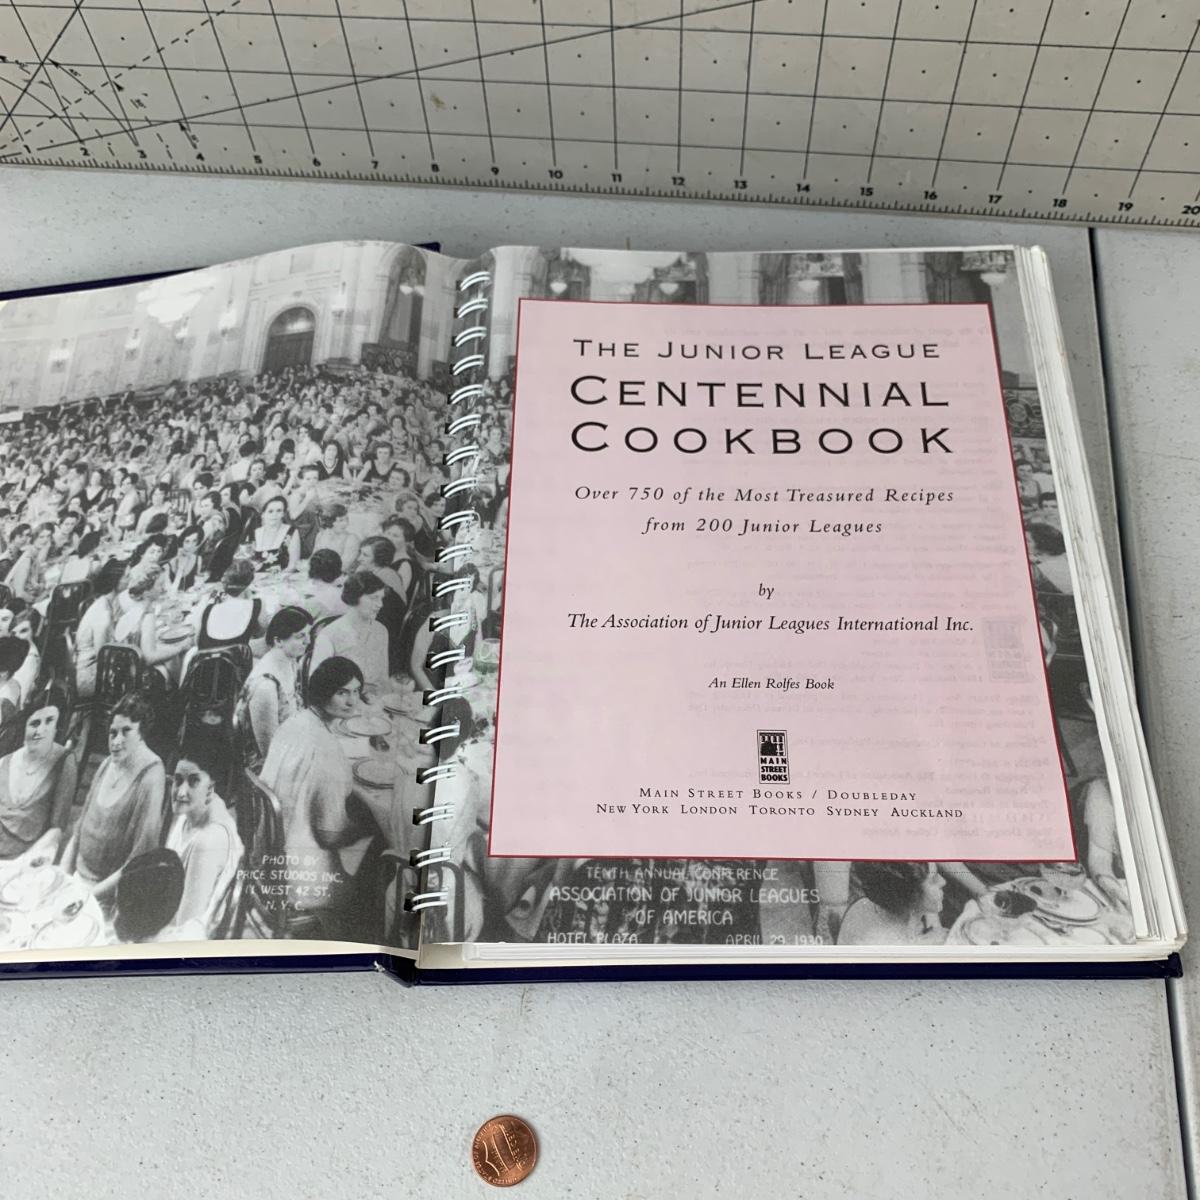 1 2 3 4 5 6 7 8 9 10 11 12 13 14 15 16 17 18 19 20
THE JUNIOR LEAGUE
CENTENNIAL
COOKBOOK
Over 750 of the Most Treasured Recipes
from 200 Junior Leagues
by
The Association of Junior Leagues International Inc.
An Ellen Rolfes Book
MAIN
STREET
BOOKS
MAIN STREET BOOKS / DOUBLEDAY
NEW YORK LONDON TORONTO SYDNEY AUCKLAND
PHOTO BY
PRICE STUDIOS INC.
WEST 42 ST.
N.Y.C.
TENTH ANNUAL CONFERENCE
ASSOCIATION OF JUNIOR LEAGUES
OF AMERICA
HOTEL PLAZA APRIL 29 1930